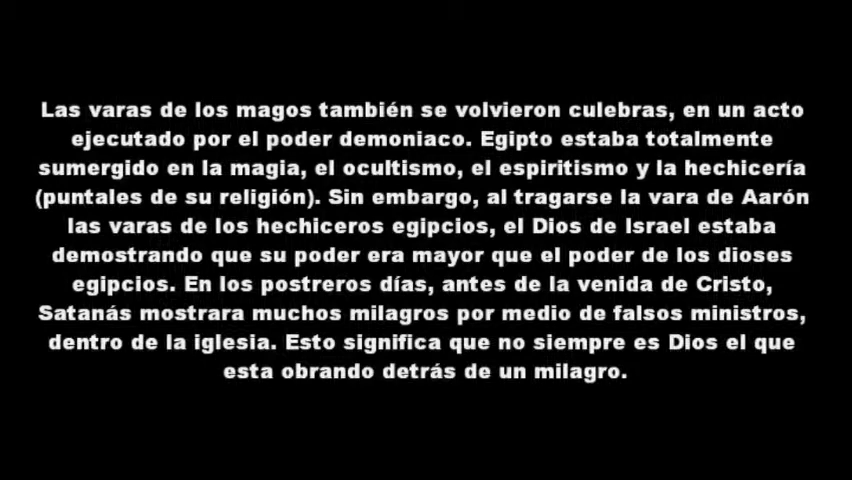 Las varas de los magos también se volvieron culebras, en un acto
ejecutado por el poder demoniaco. Egipto estaba totalmente
sumergido en la magia, el ocultismo, el espiritismo y la hechicería
(puntales de su religión). Sin embargo, al tragarse la vara de Aarón
las varas de los hechiceros egipcios, el Dios de Israel estaba
demostrando que su poder era mayor que el poder de los dioses
egipcios. En los postreros días, antes de la venida de Cristo,
Satanás mostrara muchos milagros por medio de falsos ministros,
dentro de la iglesia. Esto significa que no siempre es Dios el que
esta obrando detrás de un milagro.